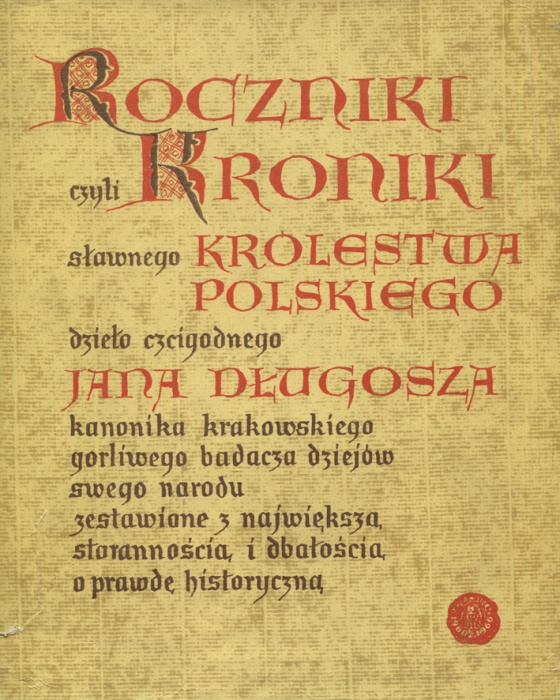 Roczniki
czyli Kroniki
sławnego Królestwa
Polskiego
dzieło czcigodnego
Jana Długosza
kanonika krakowskiego
gorliwego badacza dziejów
swego narodu
zestawione z największą
starannością i dbałością
o prawdę historyczną